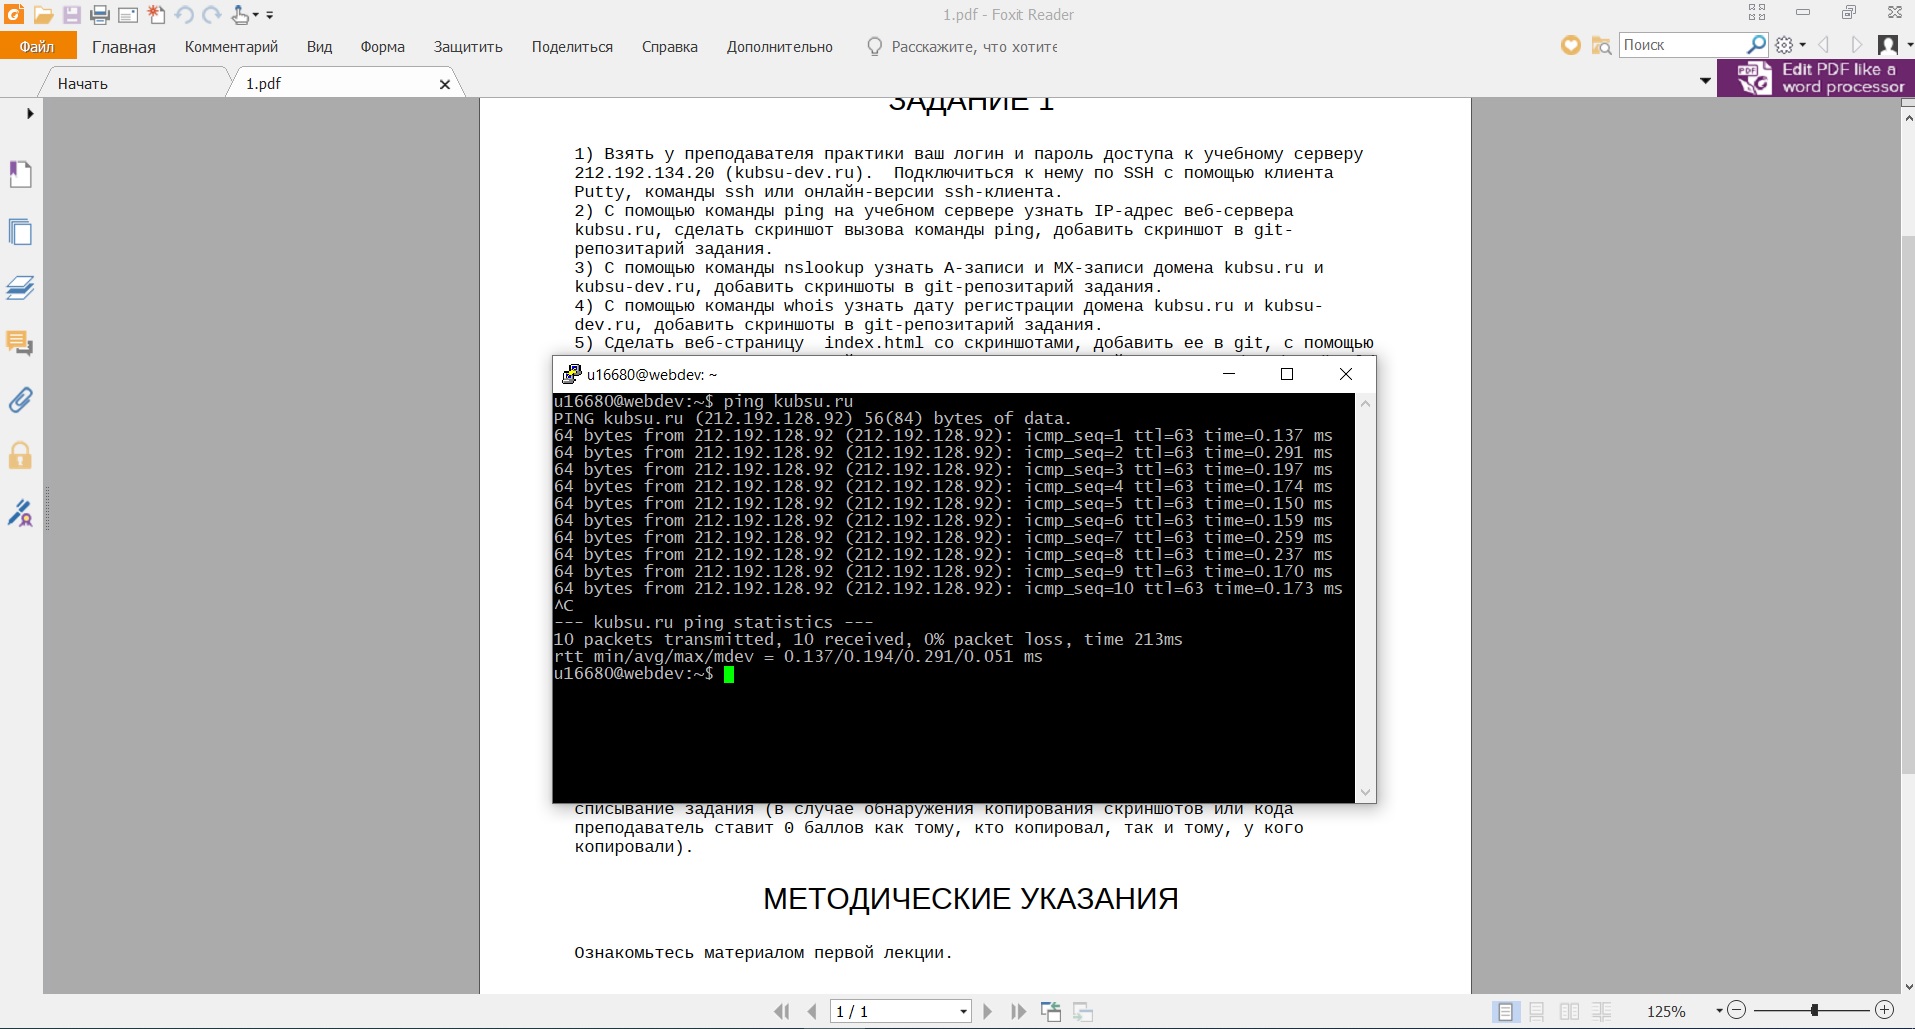 1.pdf - Foxit Reader
Файл
Главная
Комментарий
Вид
Форма
Защитить
Поделиться
Справка
Дополнительно
Расскажите, что хотите
Поиск
Начать
1.pdf
Edit PDF like a
word processor
ЗАДАНИЕ 1
1) Взять у преподавателя практики ваш логин и пароль доступа к учебному серверу
212.192.134.20 (kubsu-dev.ru).  Подключиться к нему по SSH с помощью клиента
Putty, команды ssh или онлайн-версии ssh-клиента.
2) С помощью команды ping на учебном сервере узнать IP-адрес веб-сервера
kubsu.ru, сделать скриншот вызова команды ping, добавить скриншот в git-
репозитарий задания.
3) С помощью команды nslookup узнать A-записи и MX-записи домена kubsu.ru и
kubsu-dev.ru, добавить скриншоты в git-репозитарий задания.
4) С помощью команды whois узнать дату регистрации домена kubsu.ru и kubsu-
dev.ru, добавить скриншоты в git-репозитарий задания.
5) Сделать веб-страницу  index.html со скриншотами, добавить ее в git, с помощью
u16680@webdev: ~
u16680@webdev:~$ ping kubsu.ru
PING kubsu.ru (212.192.128.92) 56(84) bytes of data.
64 bytes from 212.192.128.92 (212.192.128.92): icmp_seq=1 ttl=63 time=0.137 ms
64 bytes from 212.192.128.92 (212.192.128.92): icmp_seq=2 ttl=63 time=0.291 ms
64 bytes from 212.192.128.92 (212.192.128.92): icmp_seq=3 ttl=63 time=0.197 ms
64 bytes from 212.192.128.92 (212.192.128.92): icmp_seq=4 ttl=63 time=0.174 ms
64 bytes from 212.192.128.92 (212.192.128.92): icmp_seq=5 ttl=63 time=0.150 ms
64 bytes from 212.192.128.92 (212.192.128.92): icmp_seq=6 ttl=63 time=0.159 ms
64 bytes from 212.192.128.92 (212.192.128.92): icmp_seq=7 ttl=63 time=0.259 ms
64 bytes from 212.192.128.92 (212.192.128.92): icmp_seq=8 ttl=63 time=0.237 ms
64 bytes from 212.192.128.92 (212.192.128.92): icmp_seq=9 ttl=63 time=0.170 ms
64 bytes from 212.192.128.92 (212.192.128.92): icmp_seq=10 ttl=63 time=0.173 ms
^C
--- kubsu.ru ping statistics ---
10 packets transmitted, 10 received, 0% packet loss, time 213ms
rtt min/avg/max/mdev = 0.137/0.194/0.291/0.051 ms
u16680@webdev:~$
списывание задания (в случае обнаружения копирования скриншотов или кода
преподаватель ставит 0 баллов как тому, кто копировал, так и тому, у кого
копировали).
МЕТОДИЧЕСКИЕ УКАЗАНИЯ
Ознакомьтесь материалом первой лекции.
1 / 1
125%